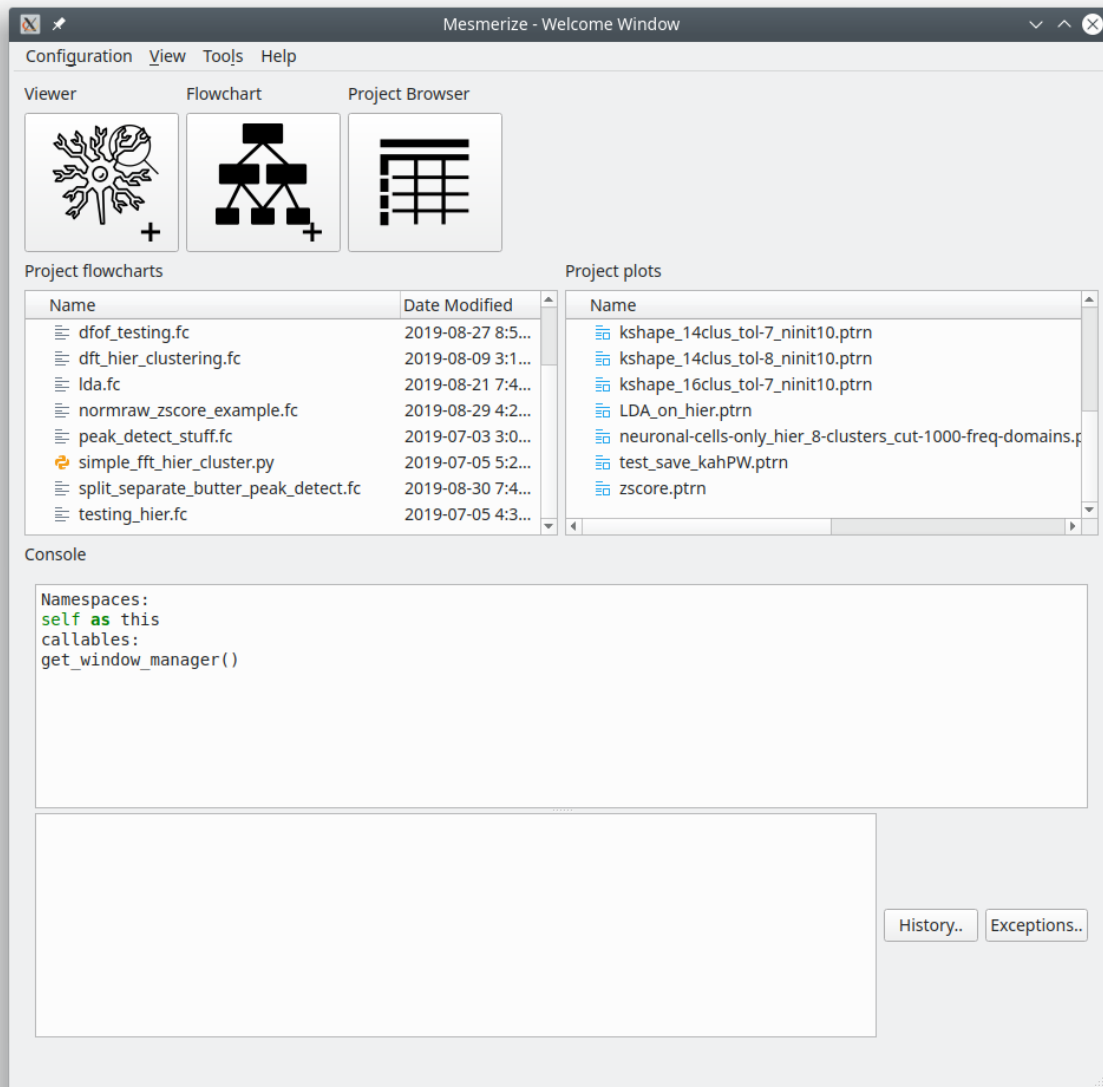 Mesmerize - Welcome Window
Configuration View Tools Help
Viewer Flowchart Project Browser
Project flowcharts Project plots
Name Date Modified Name
dfof_testing.fc 2019-08-27 8:5... kshape_14clus_tol-7_ninit10.ptrn
dft_hier_clustering.fc 2019-08-09 3:1... kshape_14clus_tol-8_ninit10.ptrn
lda.fc 2019-08-21 7:4... kshape_16clus_tol-7_ninit10.ptrn
normraw_zscore_example.fc 2019-08-29 4:2... LDA_on_hier.ptrn
peak_detect_stuff.fc 2019-07-03 3:0... neuronal-cells-only_hier_8-clusters_cut-1000-freq-domains.p
simple_fft_hier_cluster.py 2019-07-05 5:2... test_save_kahPW.ptrn
split_separate_butter_peak_detect.fc 2019-08-30 7:4... zscore.ptrn
testing_hier.fc 2019-07-05 4:3...
Console
Namespaces:
self as this
callables:
get_window_manager()
History.. Exceptions..